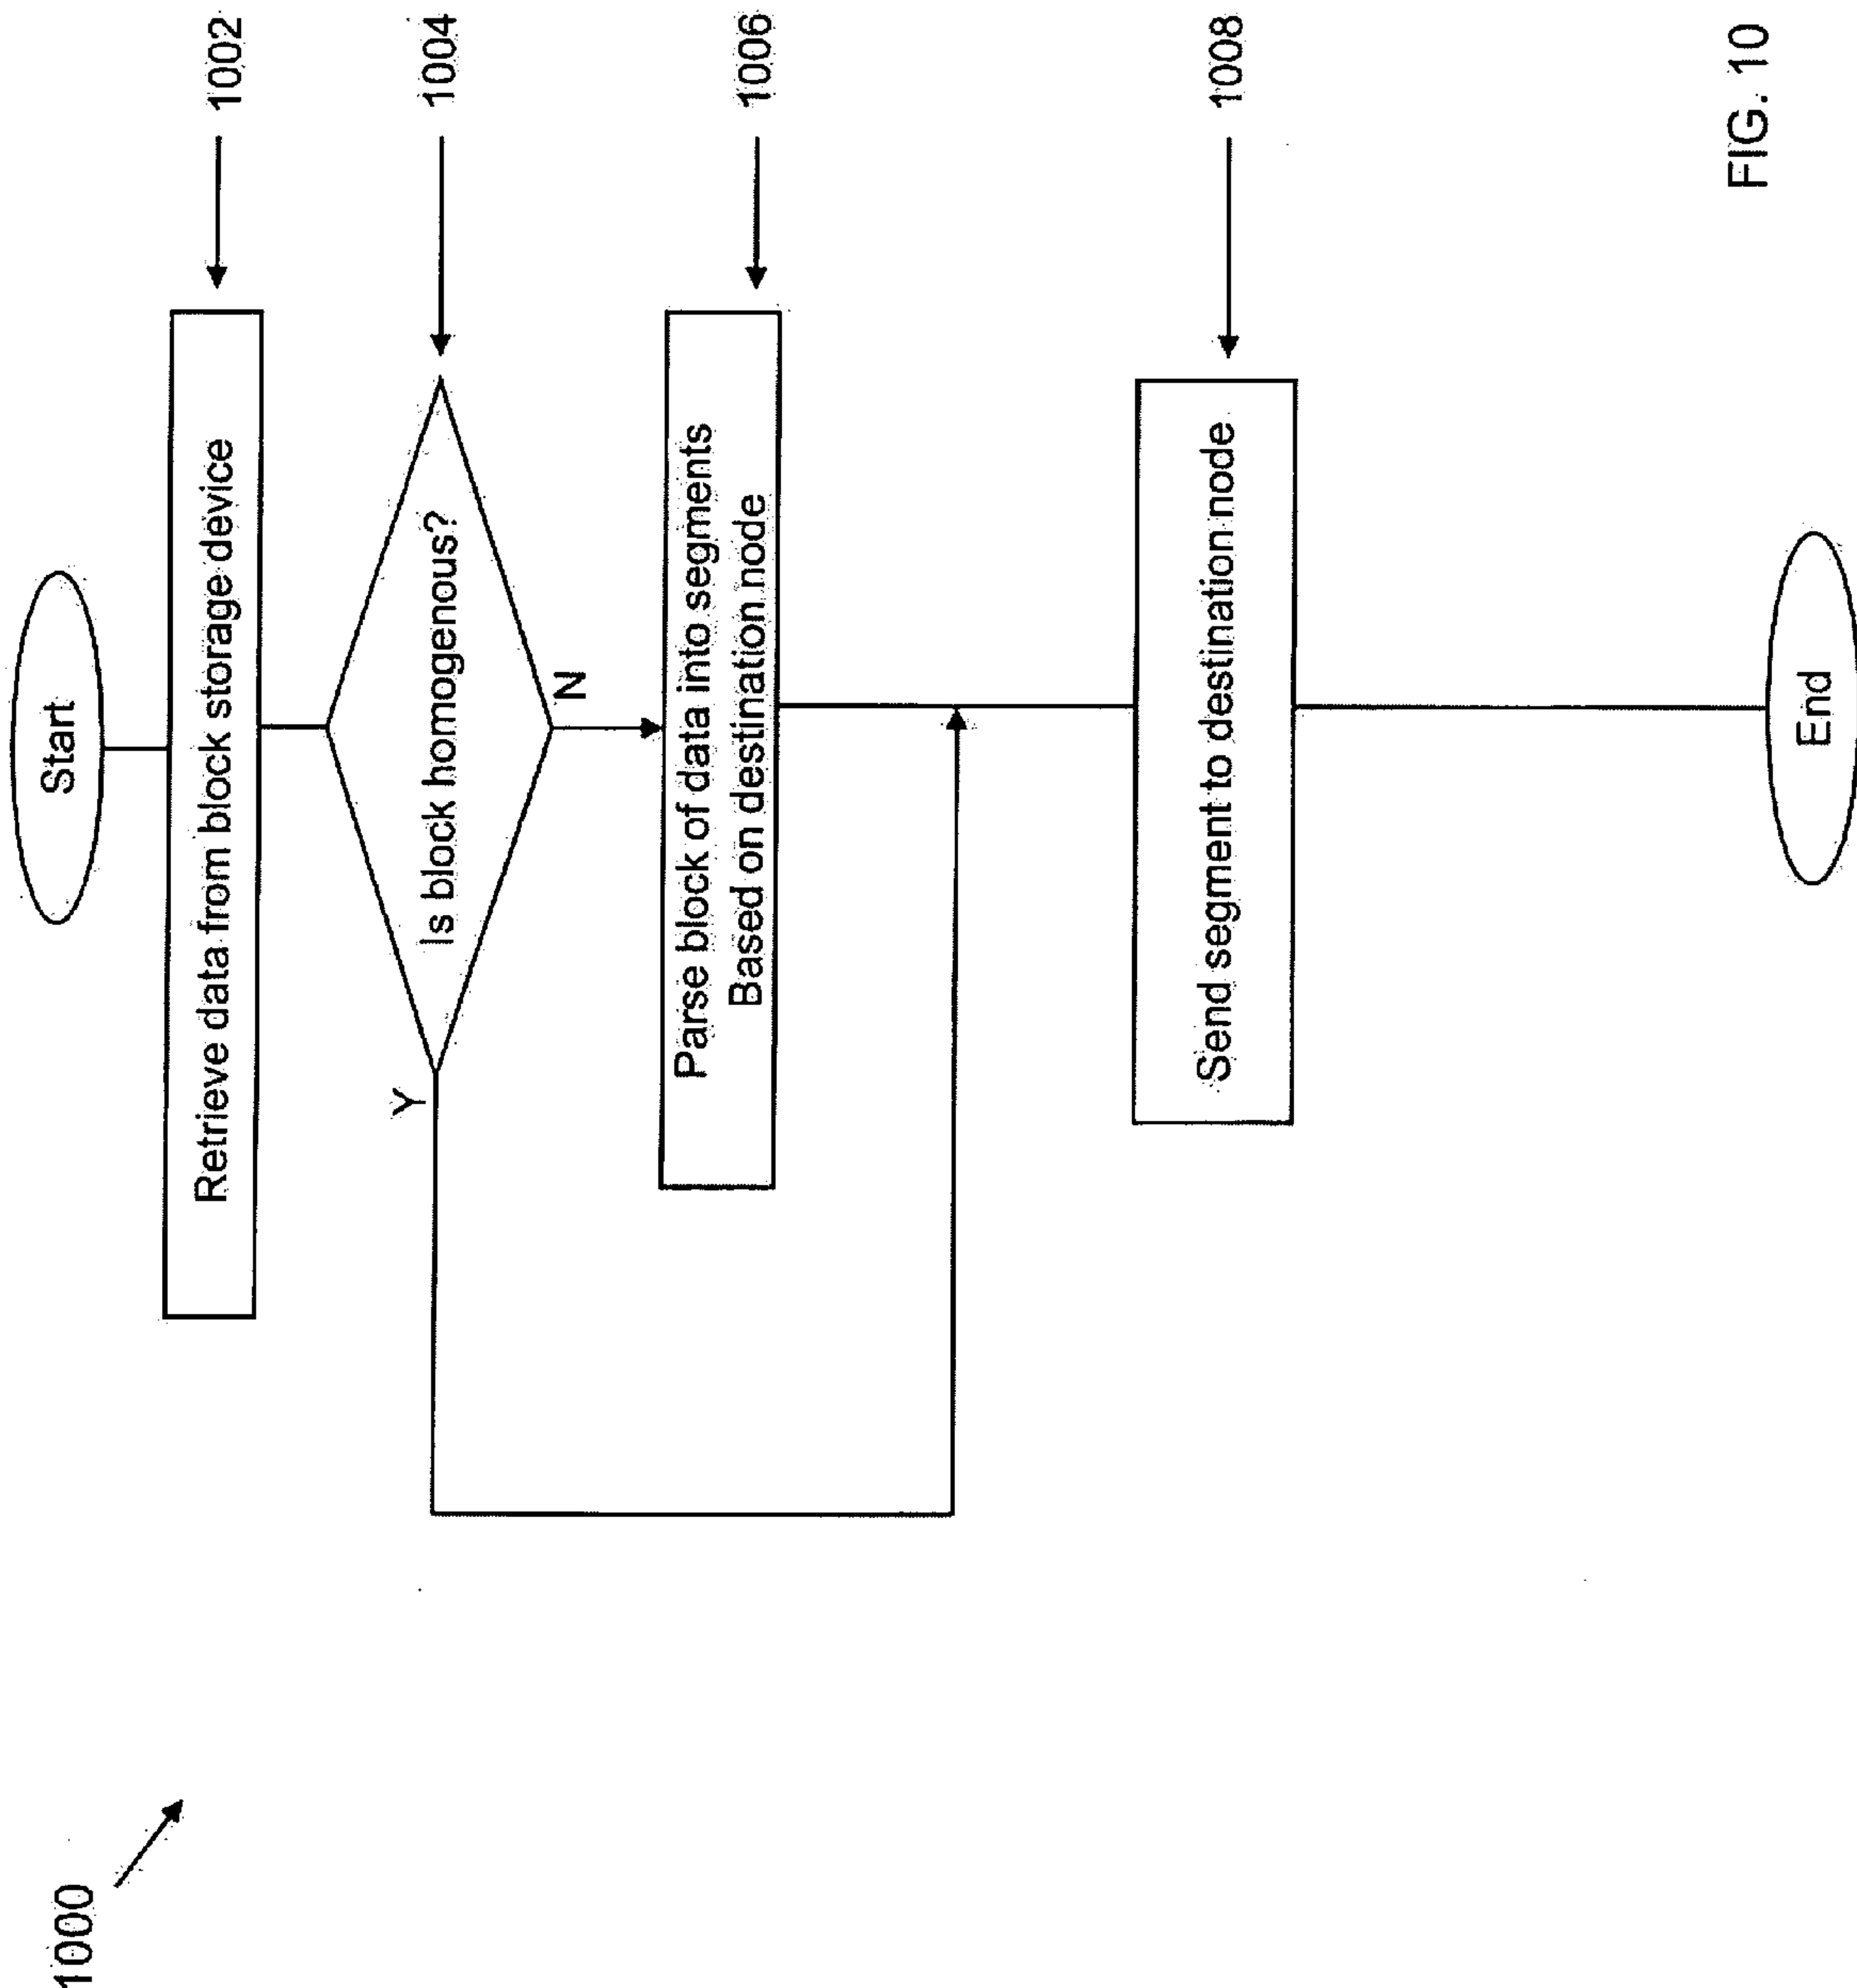 1000
Start
Retrieve data from block storage device
1002
Is block homogenous?
1004
Y
N
Parse block of data into segments
Based on destination node
1006
Send segment to destination node
1008
End
FIG. 10